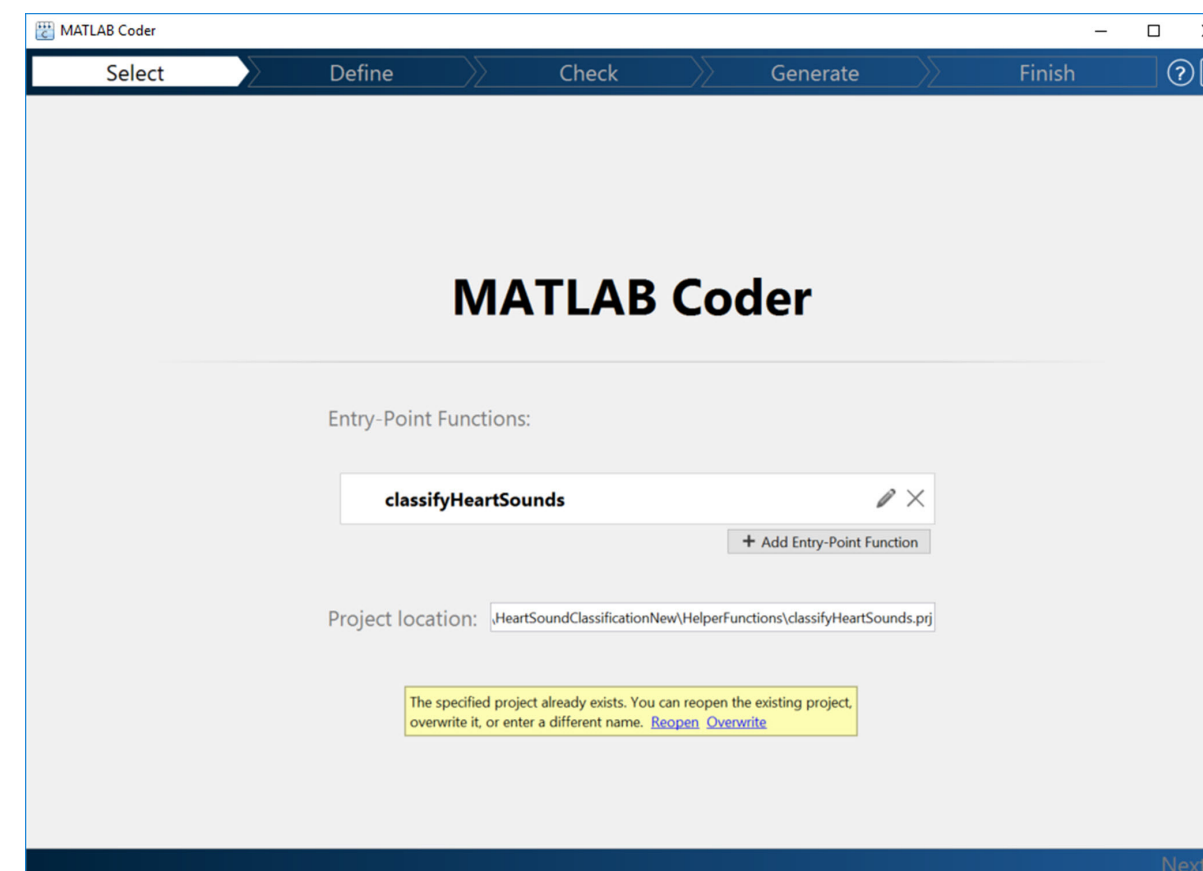 MATLAB Coder
Select Define Check Generate Finish ?
MATLAB Coder
Entry-Point Functions:
classifyHeartSounds
+ Add Entry-Point Function
Project location: \HeartSoundClassificationNew\HelperFunctions\classifyHeartSounds.prj
The specified project already exists. You can reopen the existing project,
overwrite it, or enter a different name. Reopen Overwrite
Next